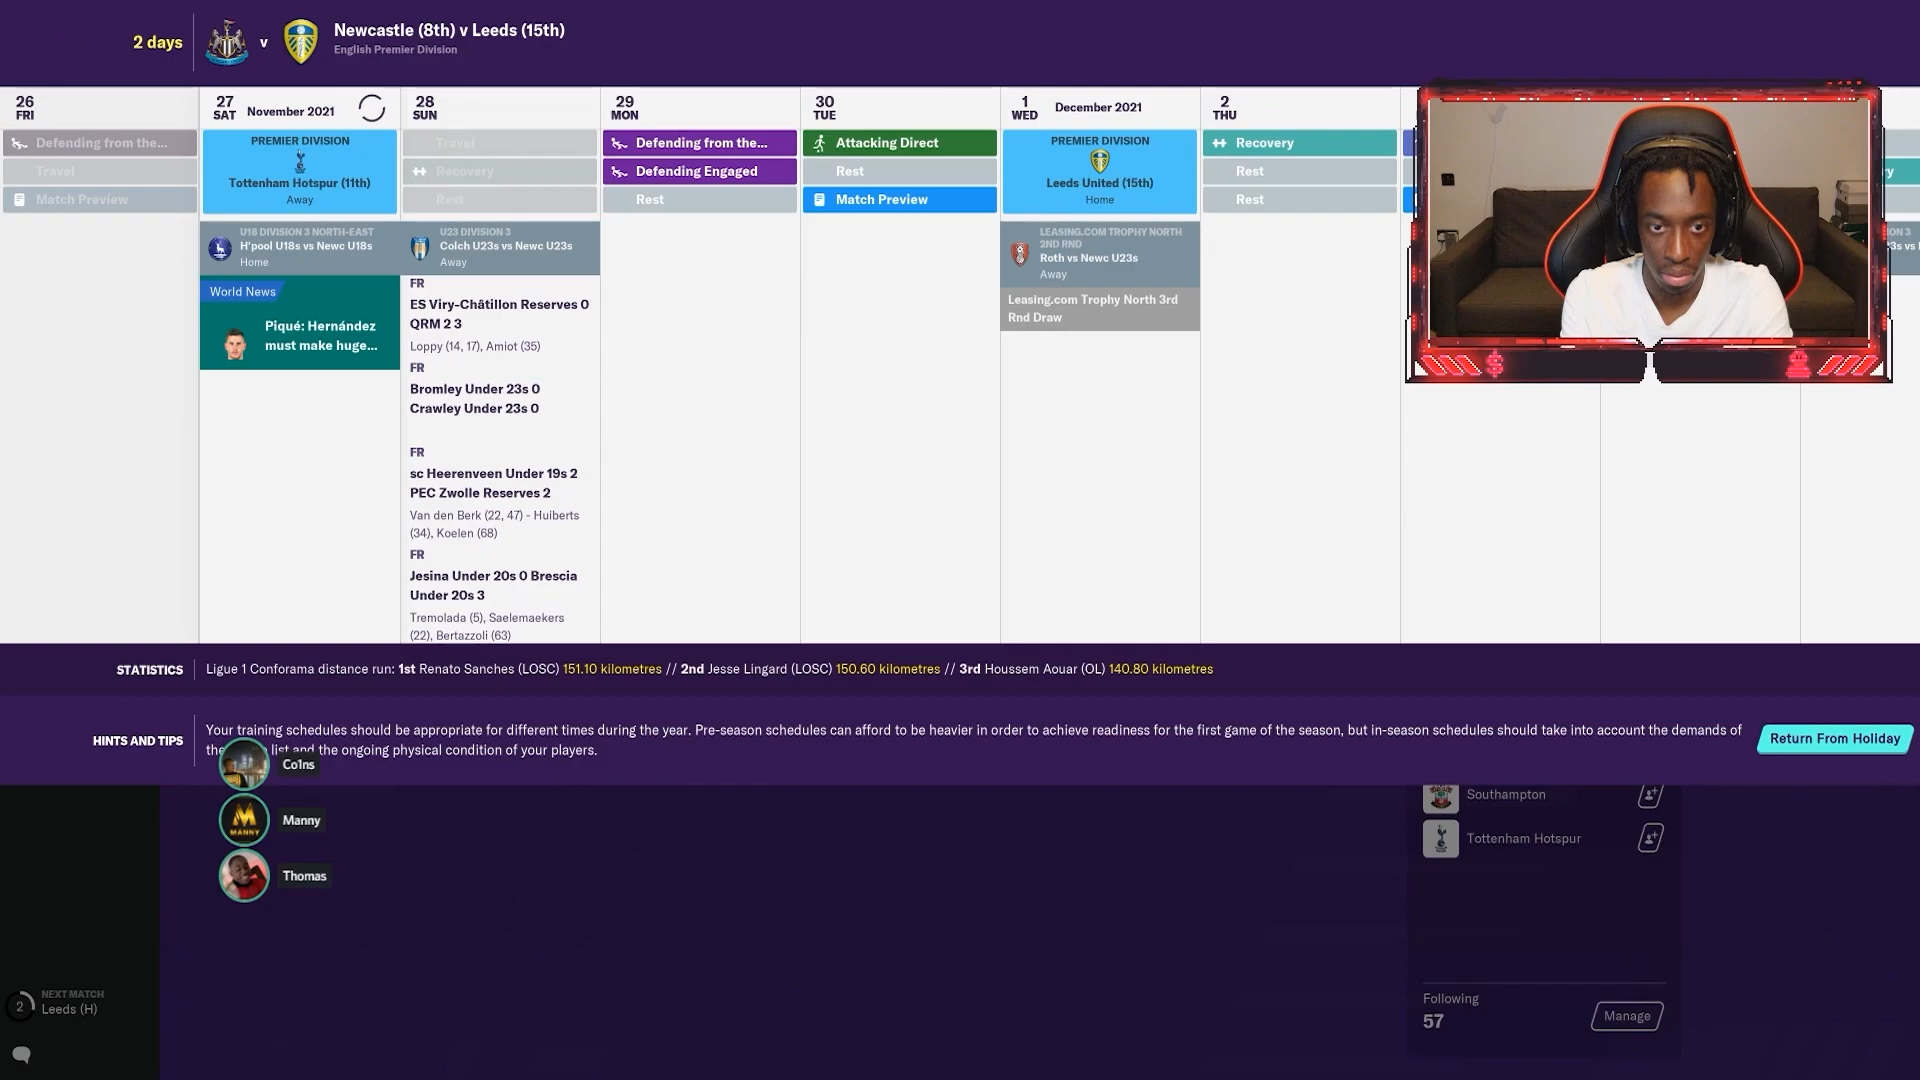 2 days
v
Newcastle (8th) v Leeds (15th)
English Premier Division
26
FRI
Defending from the...
Travel
Match Preview
27
SAT
November 2021
PREMIER DIVISION
Tottenham Hotspur (11th)
Away
U18 DIVISION 3 NORTH-EAST
H'pool U18s vs Newc U18s
Home
World News
Piqué: Hernández
must make huge...
28
SUN
Travel
Recovery
Rest
U23 DIVISION 3
Colch U23s vs Newc U23s
Away
FR
ES Viry-Châtillon Reserves 0
QRM 2 3
Loppy (14, 17), Amiot (35)
FR
Bromley Under 23s 0
Crawley Under 23s 0
FR
sc Heerenveen Under 19s 2
PEC Zwolle Reserves 2
Van den Berk (22, 47) - Huiberts
(34), Koelen (68)
FR
Jesina Under 20s 0 Brescia
Under 20s 3
Tremolada (5), Saelemaekers
(22), Bertazzoli (63)
29
MON
Defending from the...
Defending Engaged
Rest
30
TUE
Attacking Direct
Rest
Match Preview
1
WED
December 2021
PREMIER DIVISION
Leeds United (15th)
Home
LEASING.COM TROPHY NORTH
2ND RND
Roth vs Newc U23s
Away
Leasing.com Trophy North 3rd
Rnd Draw
2
THU
Recovery
Rest
Rest
STATISTICS
Ligue 1 Conforama distance run: 1st Renato Sanches (LOSC) 151.10 kilometres // 2nd Jesse Lingard (LOSC) 150.60 kilometres // 3rd Houssem Aouar (OL) 140.80 kilometres
HINTS AND TIPS
Your training schedules should be appropriate for different times during the year. Pre-season schedules can afford to be heavier in order to achieve readiness for the first game of the season, but in-season schedules should take into account the demands of
list and the ongoing physical condition of your players.
Return From Holiday
Co1ns
MANNY
Manny
Thomas
Southampton
Tottenham Hotspur
Following
57
Manage
2
NEXT MATCH
Leeds (H)